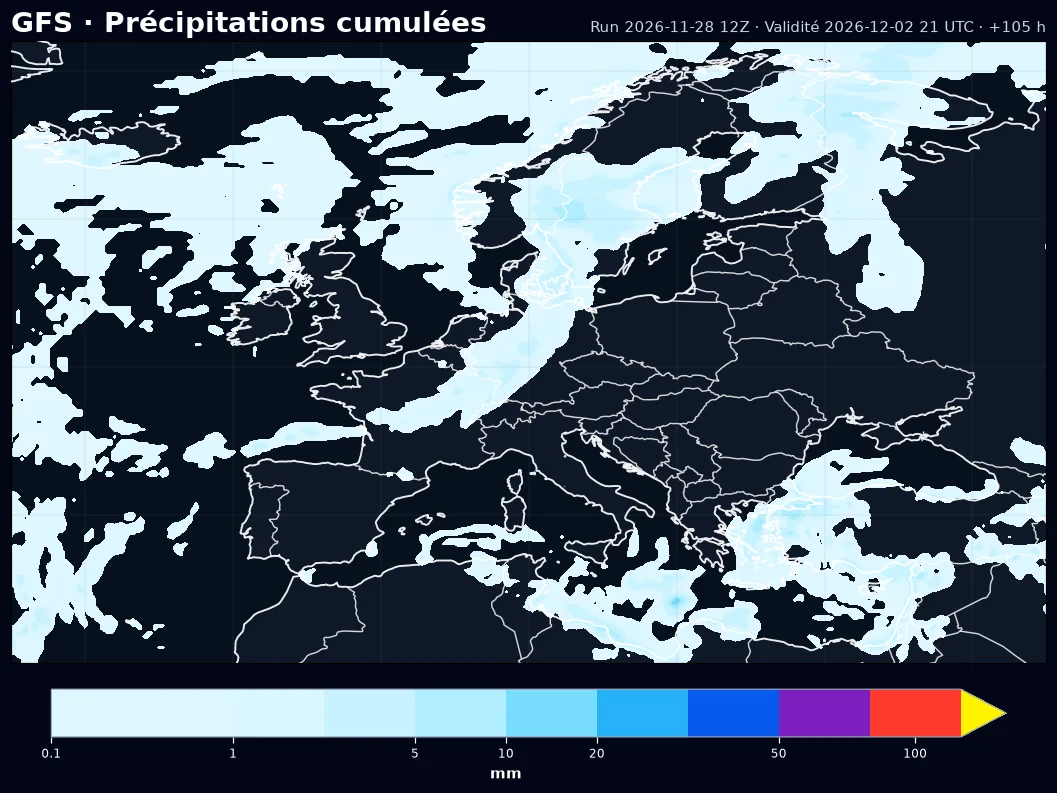 GFS · Précipitations cumulées
Run 2026-11-28 12Z · Validité 2026-12-02 21 UTC · +105 h
0.1 1 5 10 20 50 100
mm